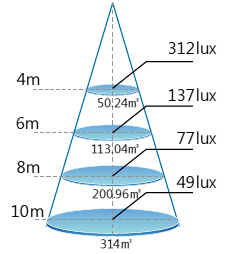 312lux
4m
50.24㎡
137lux
6m
113.04㎡
77lux
8m
200.96㎡
49lux
10m
314㎡